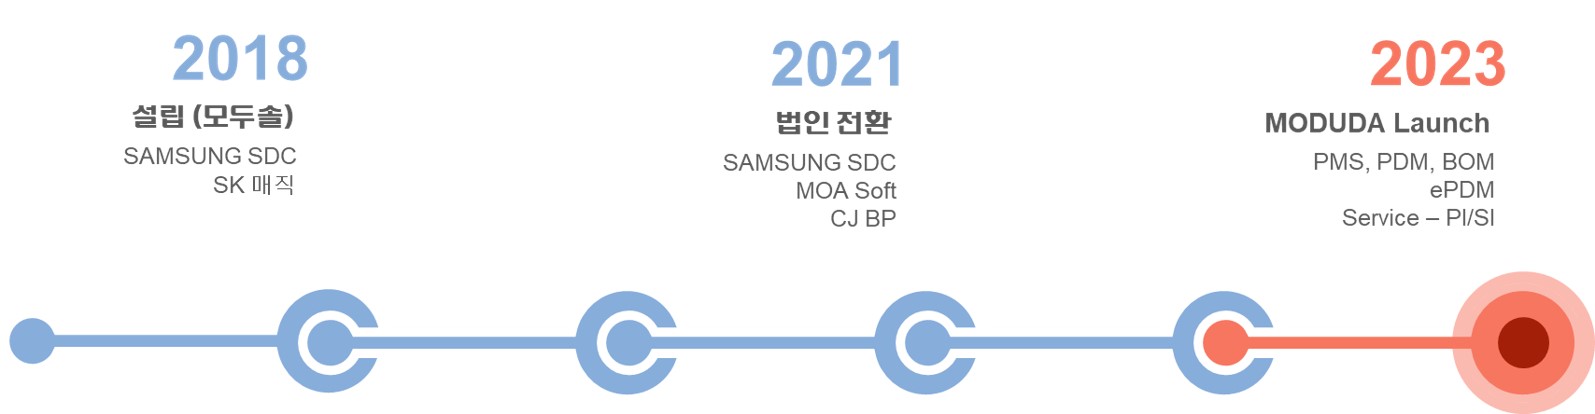 2018
설립 (모두솔)
SAMSUNG SDC
SK 매직
2021
법인 전환
SAMSUNG SDC
MOA Soft
CJ BP
2023
MODUDA Launch
PMS, PDM, BOM
ePDM
Service – PI/SI